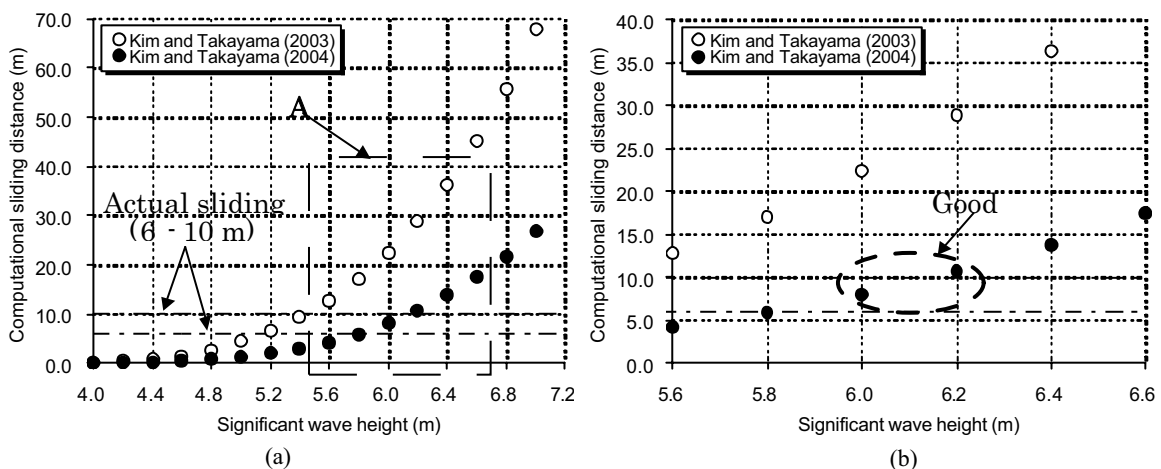 Computational sliding distance (m)
70.0
60.0
50.0
40.0
30.0
20.0
10.0
0.0
Kim and Takayama (2003)
Kim and Takayama (2004)
A
Actual sliding
(6 - 10 m)
4.0 4.4 4.8 5.2 5.6 6.0 6.4 6.8 7.2
Significant wave height (m)
(a)
Computational sliding distance (m)
40.0
35.0
30.0
25.0
20.0
15.0
10.0
5.0
0.0
Kim and Takayama (2003)
Kim and Takayama (2004)
Good
5.6 5.8 6.0 6.2 6.4 6.6
Significant wave height (m)
(b)